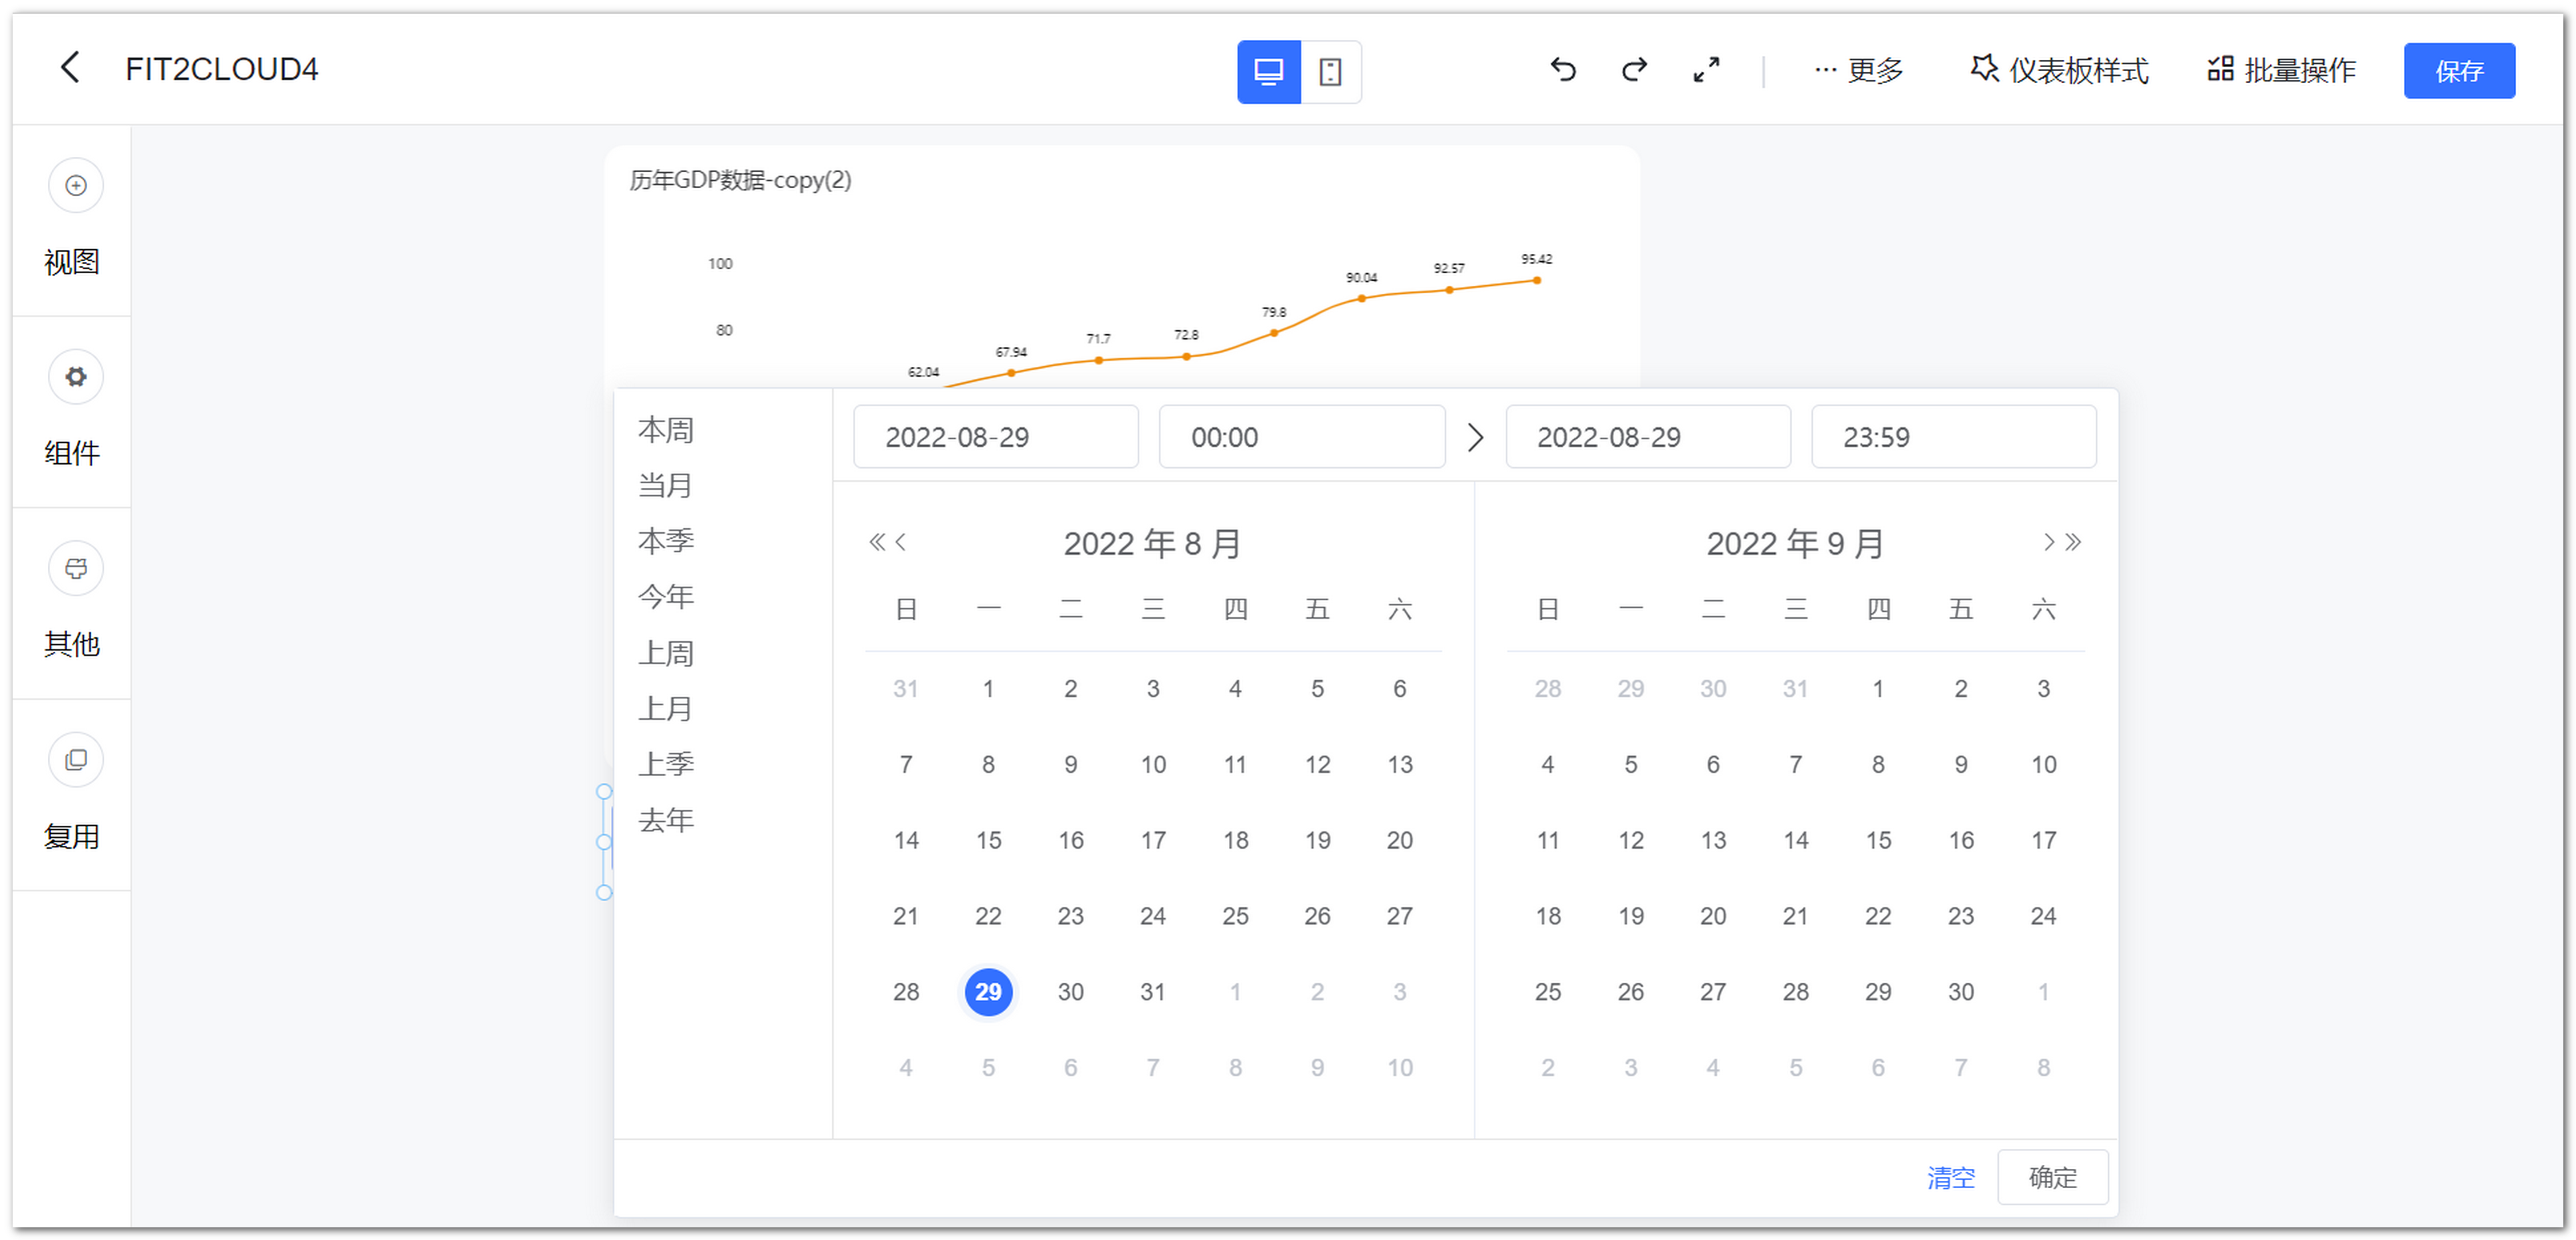 FIT2CLOUD4
··· 更多 仪表板样式 批量操作 保存
视图
组件
其他
复用
历年GDP数据-copy(2)
100
80
62.04 67.94 71.7 72.8 79.8 90.04 92.57 95.42
本周
当月
本季
今年
上周
上月
上季
去年
2022-08-29 00:00 2022-08-29 23:59
2022 年 8 月
日 一 二 三 四 五 六
31 1 2 3 4 5 6
7 8 9 10 11 12 13
14 15 16 17 18 19 20
21 22 23 24 25 26 27
28 29 30 31 1 2 3
4 5 6 7 8 9 10
2022 年 9 月
日 一 二 三 四 五 六
28 29 30 31 1 2 3
4 5 6 7 8 9 10
11 12 13 14 15 16 17
18 19 20 21 22 23 24
25 26 27 28 29 30 1
2 3 4 5 6 7 8
清空 确定